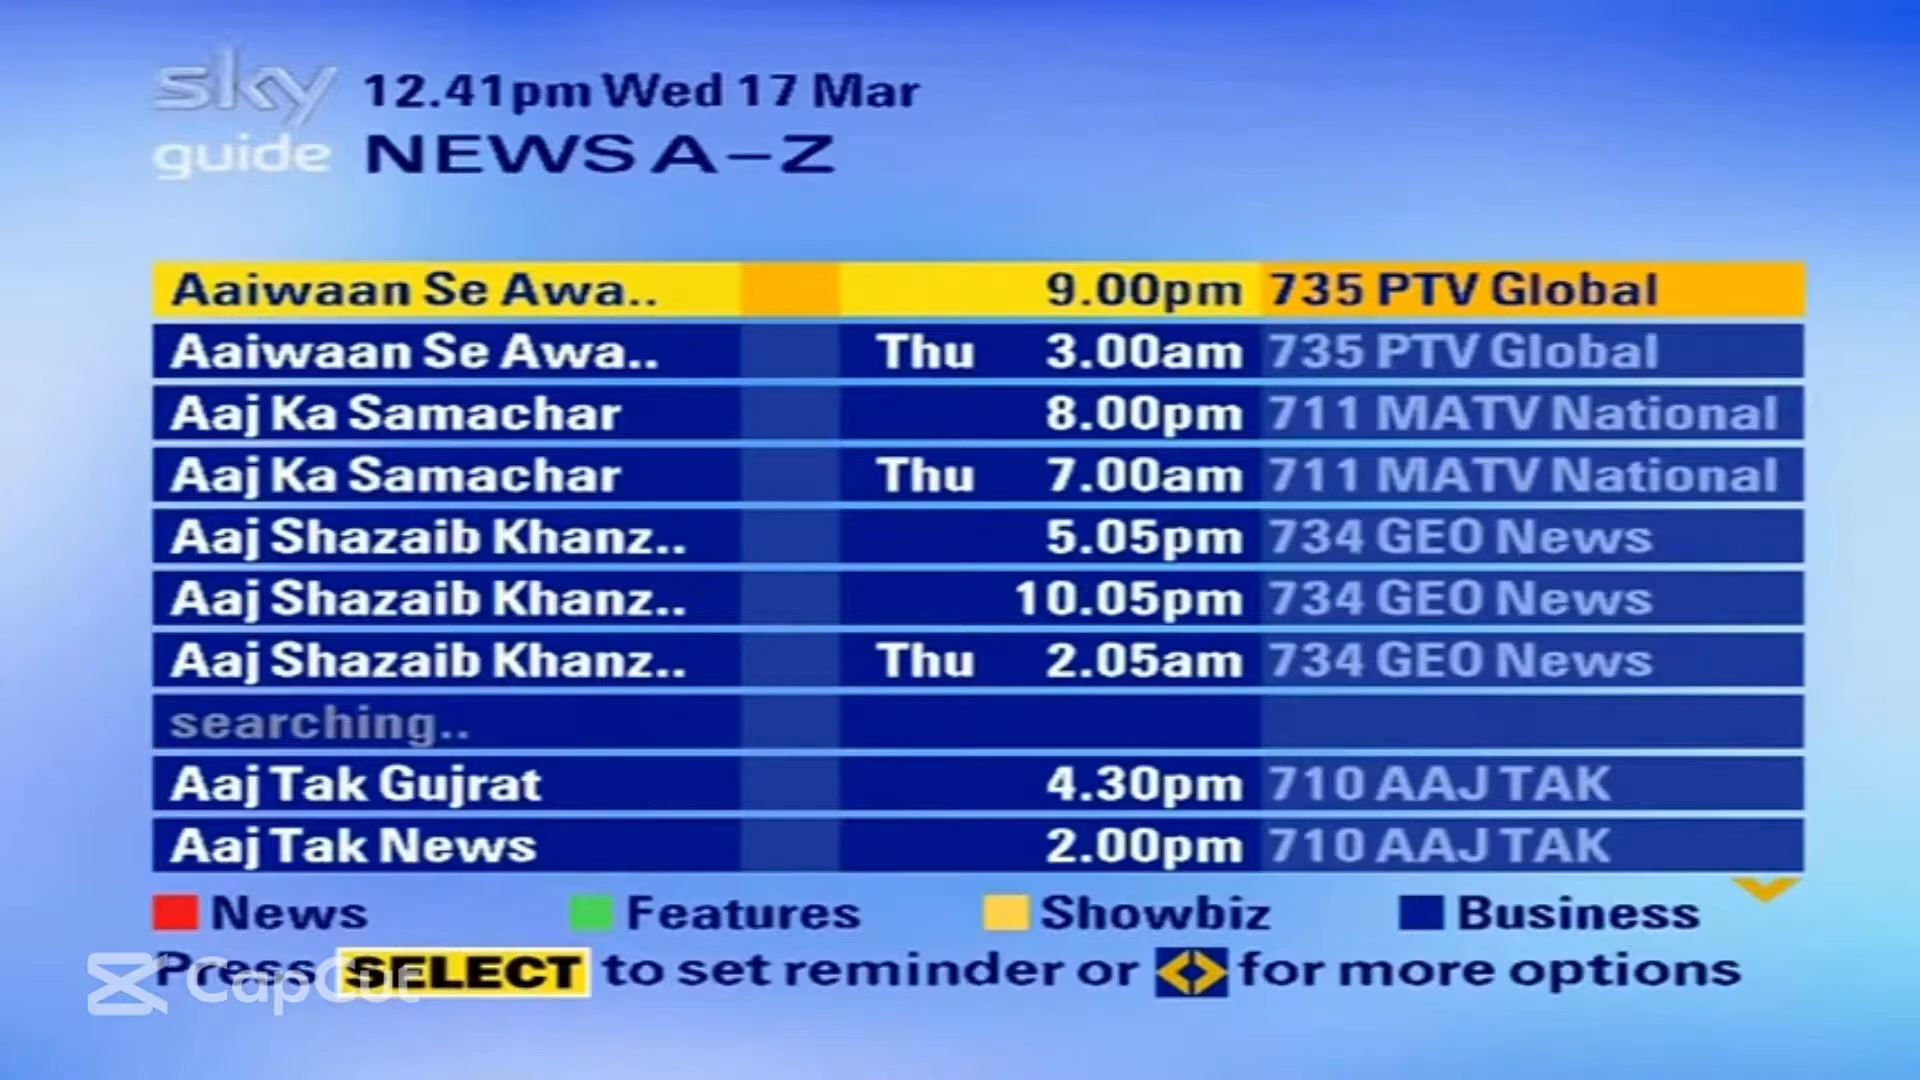 sky guide 12.41pm Wed 17 Mar
NEWS A-Z
Aaiwaan Se Awa.. 9.00pm 735 PTV Global
Aaiwaan Se Awa.. Thu 3.00am 735 PTV Global
Aaj Ka Samachar 8.00pm 711 MATV National
Aaj Ka Samachar Thu 7.00am 711 MATV National
Aaj Shazaib Khanz.. 5.05pm 734 GEO News
Aaj Shazaib Khanz.. 10.05pm 734 GEO News
Aaj Shazaib Khanz.. Thu 2.05am 734 GEO News
searching..
Aaj Tak Gujrat 4.30pm 710 AAJ TAK
Aaj Tak News 2.00pm 710 AAJ TAK
News Features Showbiz Business
Press SELECT to set reminder or for more options
CapCut